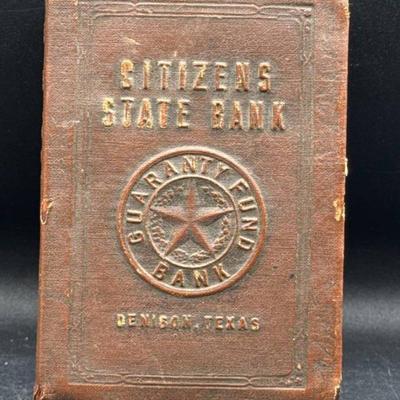 CITIZENS
STATE BANK
GUARANTY FUND
BANK
DENISON, TEXAS